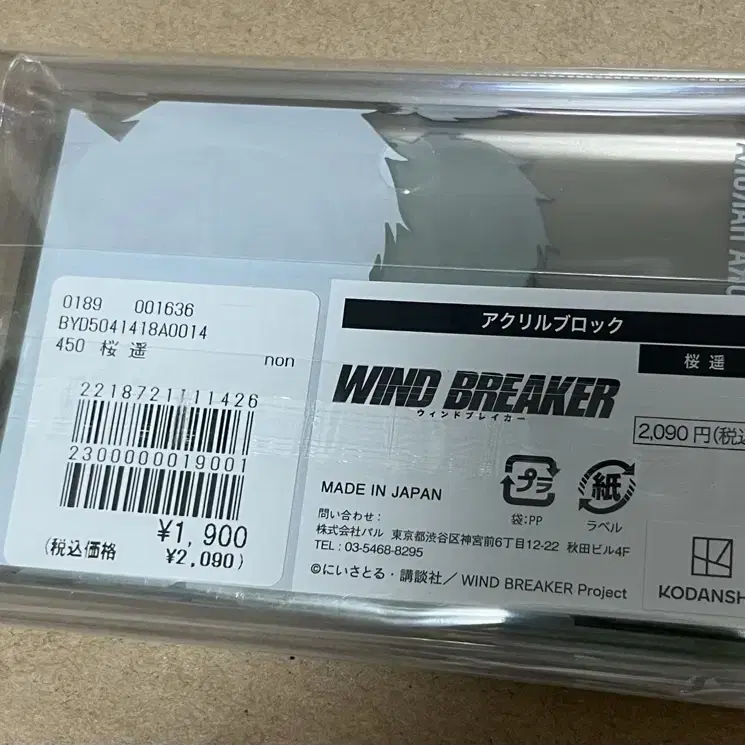 0189 001636
BYD5041418A0014
450 桜 遥 non
2218721111426
2300000019001
¥1,900
(税込価格 ¥2,090)
アクリルブロック
桜 遥
WIND BREAKER
ウィンドブレイカー
2,090円(税込
MADE IN JAPAN
プラ
袋:PP
紙
ラベル
問い合わせ:
株式会社パル 東京都渋谷区神宮前6丁目12-22 秋田ビル4F
TEL : 03-5468-8295
©にいさとる・講談社/ WIND BREAKER Project
KODANSH